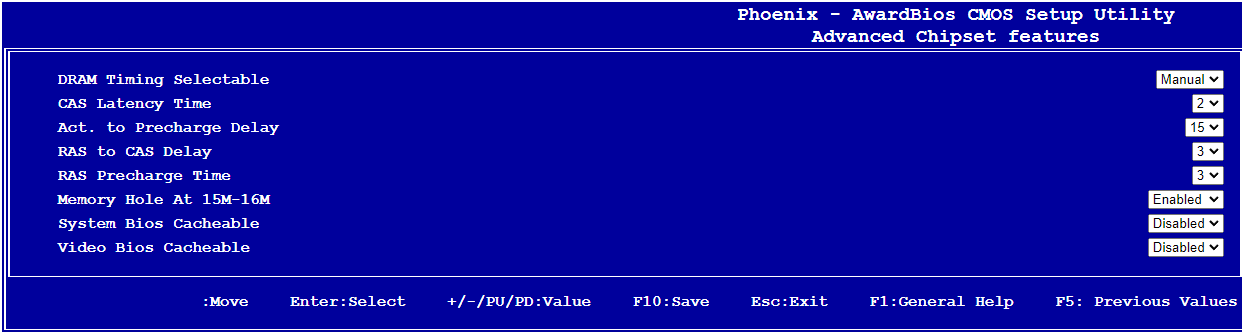 Phoenix - AwardBios CMOS Setup Utility
Advanced Chipset features
DRAM Timing Selectable Manual
CAS Latency Time 2
Act. to Precharge Delay 15
RAS to CAS Delay 3
RAS Precharge Time 3
Memory Hole At 15M-16M Enabled
System Bios Cacheable Disabled
Video Bios Cacheable Disabled
:Move Enter:Select +/-/PU/PD:Value F10:Save Esc:Exit F1:General Help F5: Previous Values